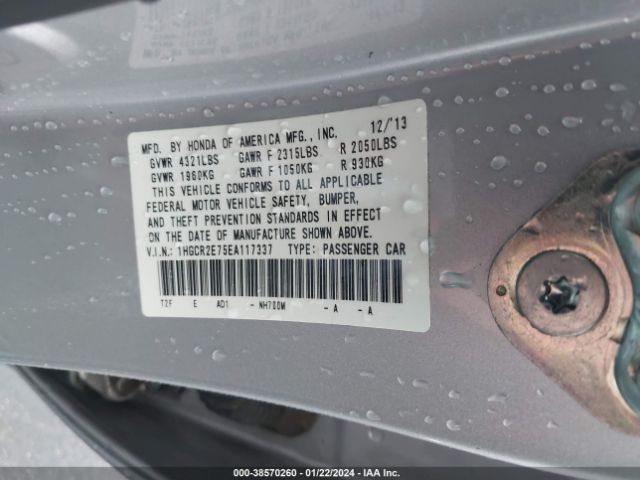 MFD. BY HONDA OF AMERICA MFG., INC. 12/'13
GVWR 4321LBS GAWR F 2315LBS R 2050LBS
GVWR 1960KG GAWR F 1050KG R 930KG
THIS VEHICLE CONFORMS TO ALL APPLICABLE
FEDERAL MOTOR VEHICLE SAFETY, BUMPER,
AND THEFT PREVENTION STANDARDS IN EFFECT
ON THE DATE OF MANUFACTURE SHOWN ABOVE.
V.I.N.: 1HGCR2E75EA117337 TYPE: PASSENGER CAR
T2F E AD1 - NH700M - A - A
000-38570260 - 01/22/2024 - IAA Inc.